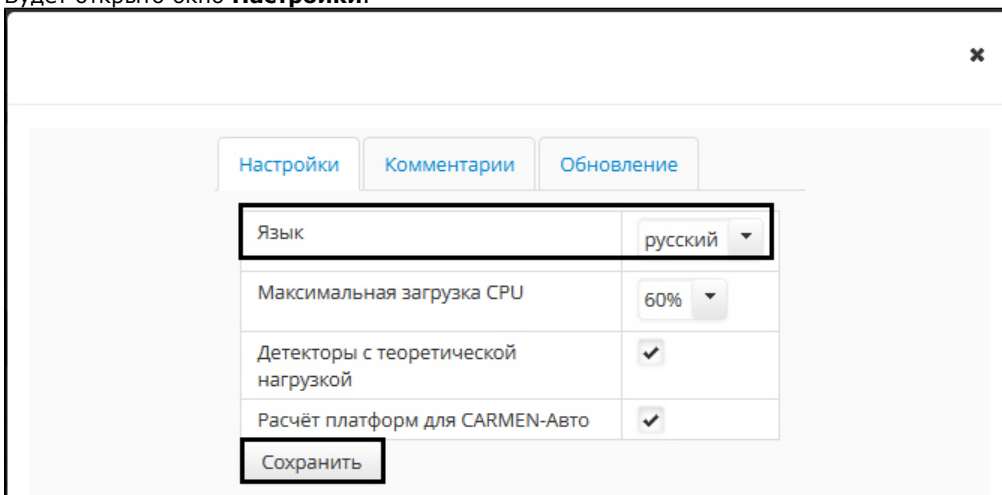 Будет открыто окно Настройки:
Настройки Комментарии Обновление
Язык русский
Максимальная загрузка CPU 60%
Детекторы с теоретической
нагрузкой
Расчёт платформ для CARMEN-Авто
Сохранить